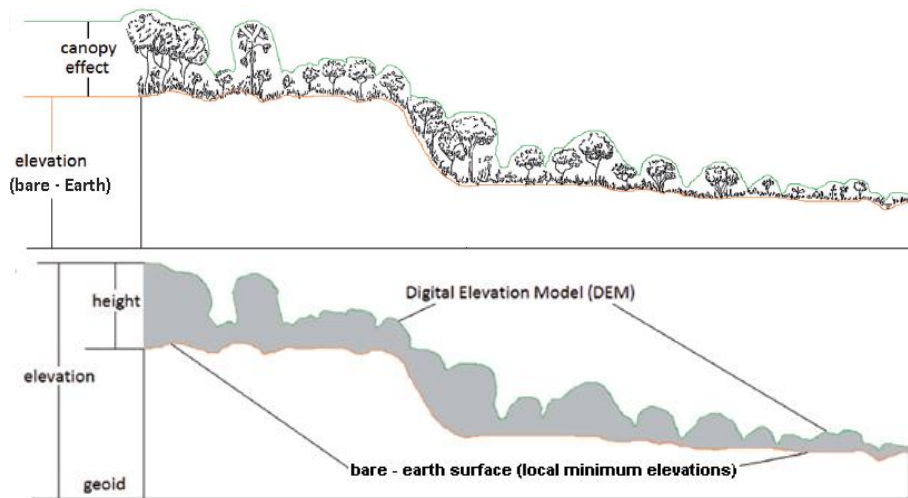 canopy
effect
elevation
(bare - Earth)
height
Digital Elevation Model (DEM)
elevation
bare - earth surface (local minimum elevations)
geoid